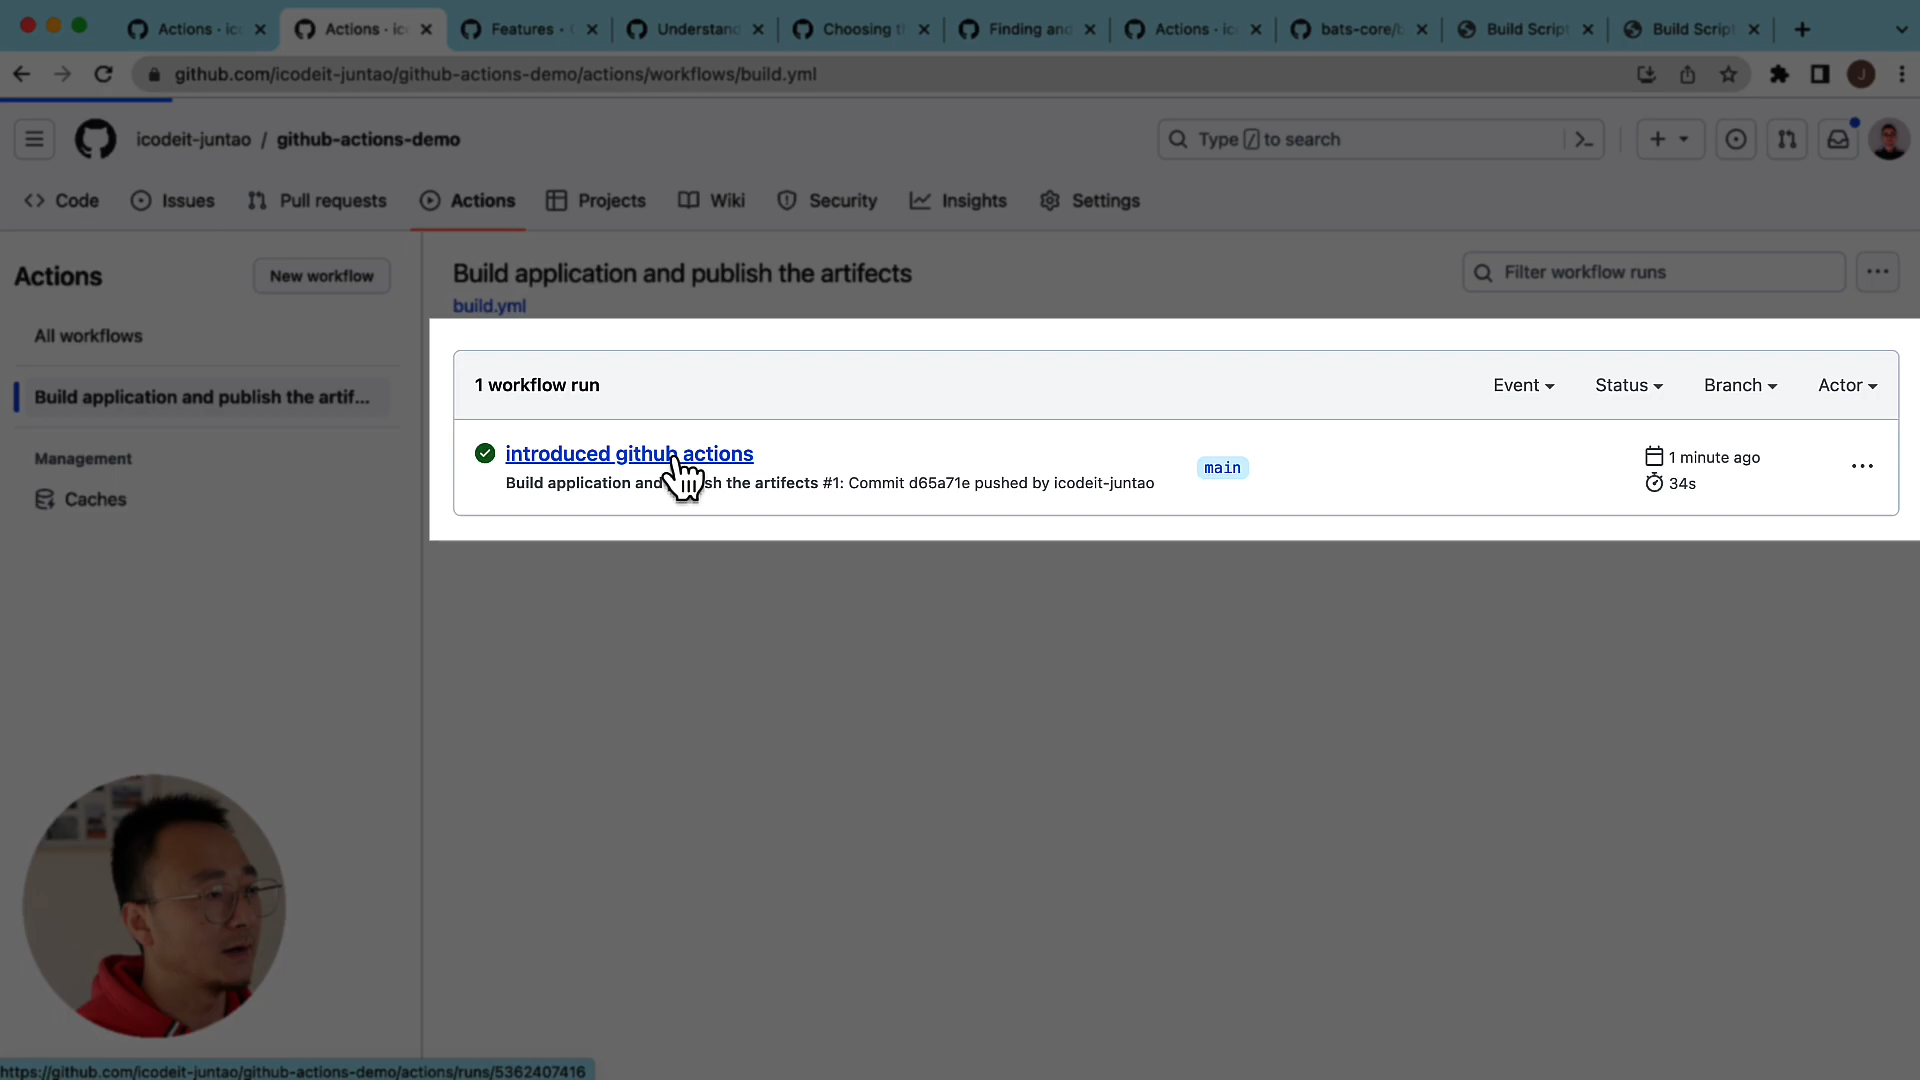 Actions · ic
Actions · ic
Features ·
Understand
Choosing t
Finding and
Actions · ic
bats-core/b
Build Scrip
Build Scrip
github.com/icodeit-juntao/github-actions-demo/actions/workflows/build.yml
J
icodeit-juntao / github-actions-demo
Type / to search
Code
Issues
Pull requests
Actions
Projects
Wiki
Security
Insights
Settings
Actions
New workflow
All workflows
Build application and publish the artif...
Management
Caches
Build application and publish the artifects
build.yml
Filter workflow runs
1 workflow run
Event
Status
Branch
Actor
introduced github actions
Build application and sh the artifects #1: Commit d65a71e pushed by icodeit-juntao
main
1 minute ago
34s
https://github.com/icodeit-juntao/github-actions-demo/actions/runs/5362407416